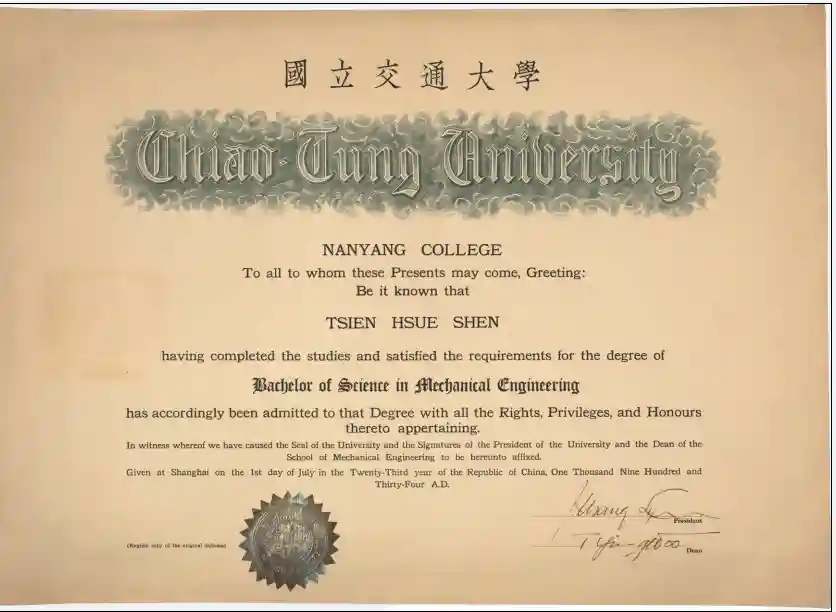 國立交通大學
Chiao-Tung University
NANYANG COLLEGE
To all to whom these Presents may come, Greeting:
Be it known that
TSIEN HSUE SHEN
having completed the studies and satisfied the requirements for the degree of
Bachelor of Science in Mechanical Engineering
has accordingly been admitted to that Degree with all the Rights, Privileges, and Honours
thereto appertaining.
In witness whereof we have caused the Seal of the University and the Signatures of the President of the University and the Dean of the
School of Mechanical Engineering to be hereunto affixed.
Given at Shanghai on the 1st day of July in the Twenty-Third year of the Republic of China, One Thousand Nine Hundred and
Thirty-Four A.D.
President
Dean